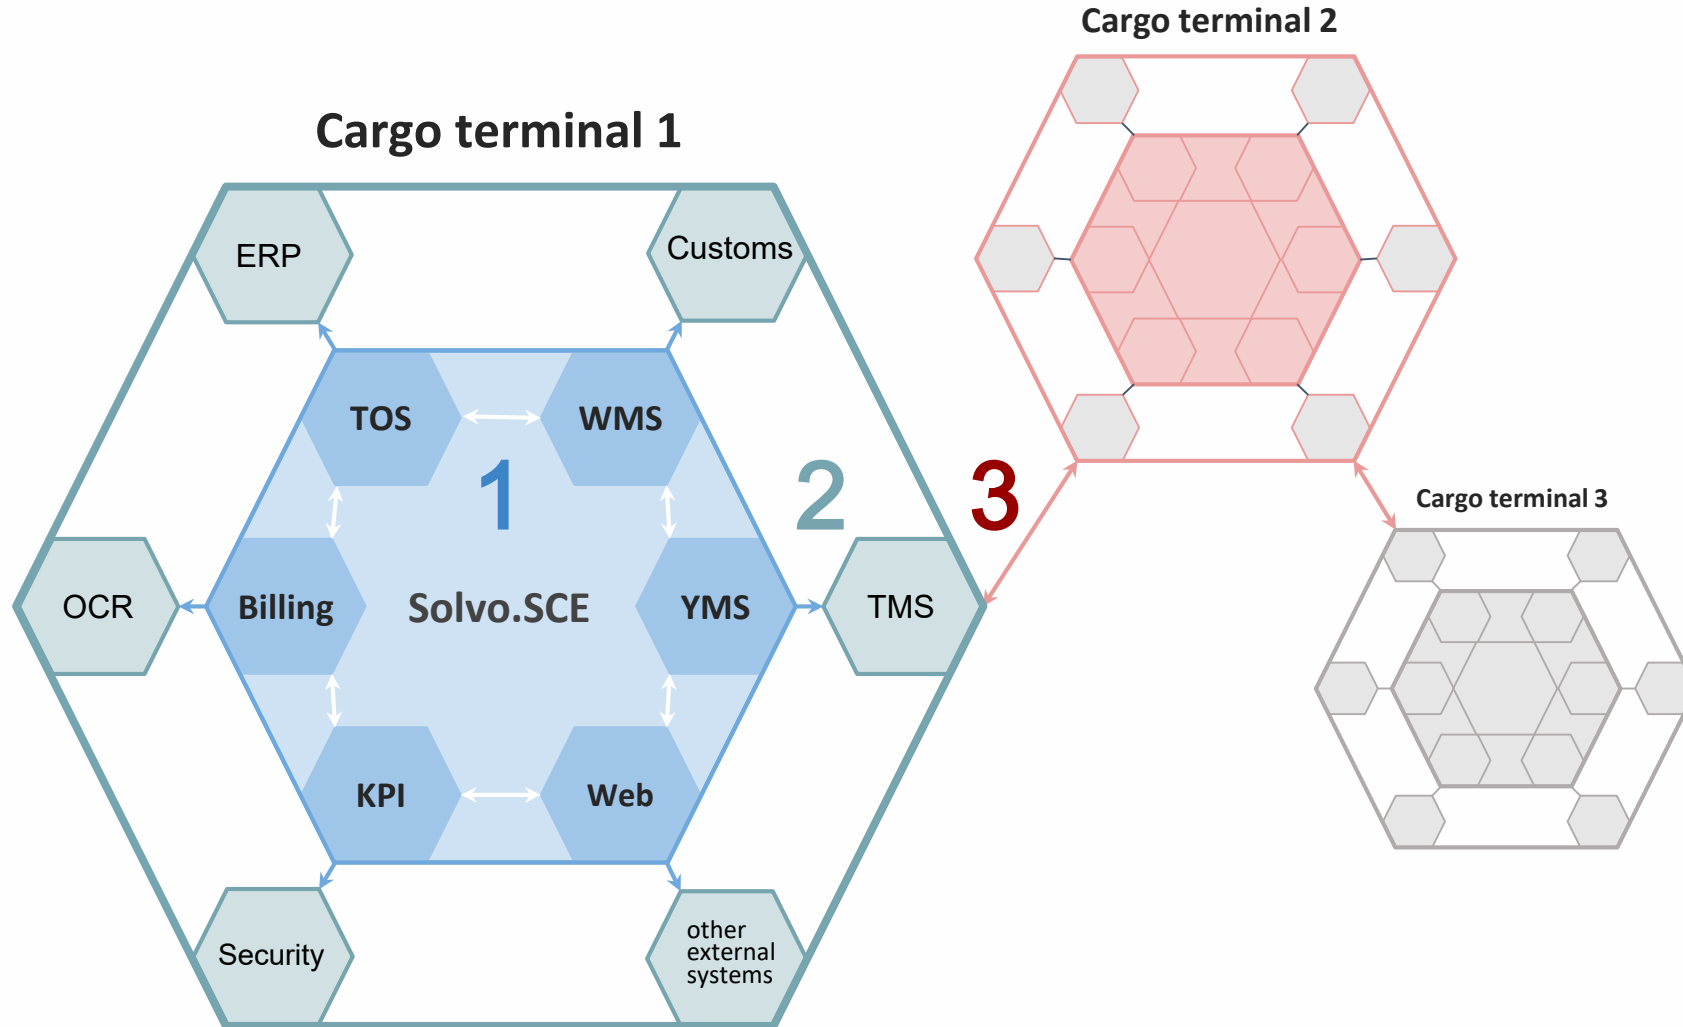 Cargo terminal 2
Cargo terminal 1
ERP
Customs
TOS
WMS
1
2
3
Cargo terminal 3
OCR
Billing
Solvo.SCE
YMS
TMS
KPI
Web
Security
other
external
systems